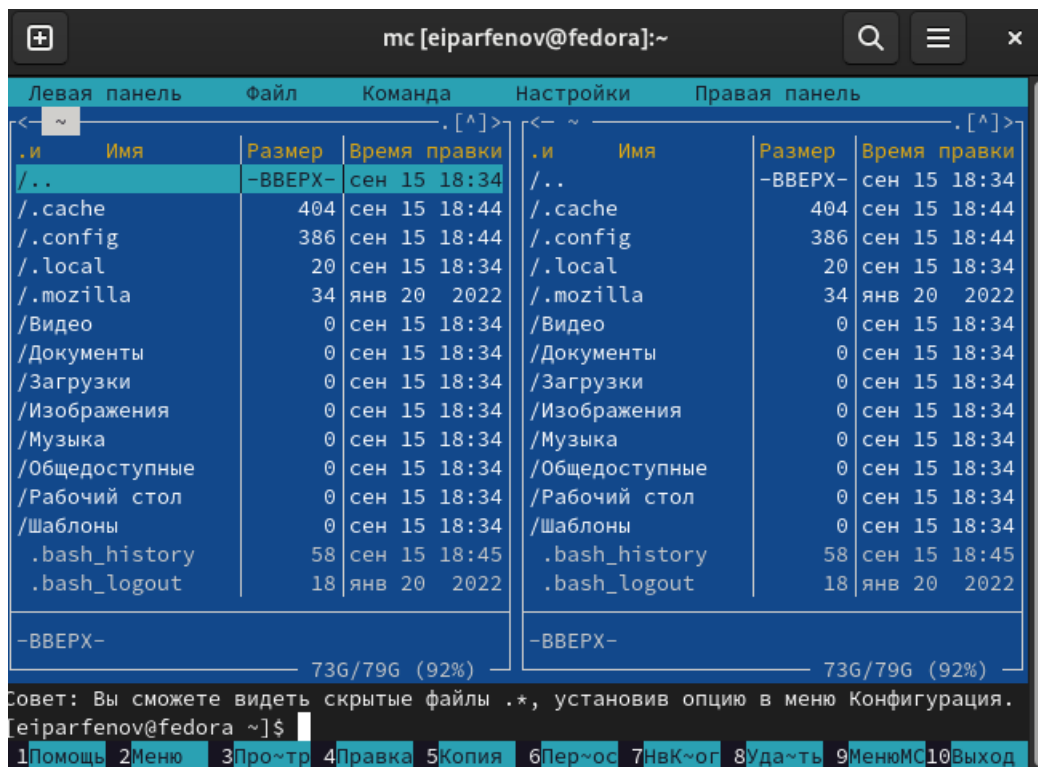 mc [eiparfenov@fedora]:~
Левая панель Файл Команда Настройки Правая панель
<— ~ .[^]> <— ~ .[^]>
.и Имя Размер Время правки .и Имя Размер Время правки
/.. -ВВЕРХ- сен 15 18:34 /.. -ВВЕРХ- сен 15 18:34
/.cache 404 сен 15 18:44 /.cache 404 сен 15 18:44
/.config 386 сен 15 18:44 /.config 386 сен 15 18:44
/.local 20 сен 15 18:34 /.local 20 сен 15 18:34
/.mozilla 34 янв 20 2022 /.mozilla 34 янв 20 2022
/Видео 0 сен 15 18:34 /Видео 0 сен 15 18:34
/Документы 0 сен 15 18:34 /Документы 0 сен 15 18:34
/Загрузки 0 сен 15 18:34 /Загрузки 0 сен 15 18:34
/Изображения 0 сен 15 18:34 /Изображения 0 сен 15 18:34
/Музыка 0 сен 15 18:34 /Музыка 0 сен 15 18:34
/Общедоступные 0 сен 15 18:34 /Общедоступные 0 сен 15 18:34
/Рабочий стол 0 сен 15 18:34 /Рабочий стол 0 сен 15 18:34
/Шаблоны 0 сен 15 18:34 /Шаблоны 0 сен 15 18:34
.bash_history 58 сен 15 18:45 .bash_history 58 сен 15 18:45
.bash_logout 18 янв 20 2022 .bash_logout 18 янв 20 2022
-ВВЕРХ- -ВВЕРХ-
73G/79G (92%) 73G/79G (92%)
Совет: Вы сможете видеть скрытые файлы .*, установив опцию в меню Конфигурация.
[eiparfenov@fedora ~]$
1Помощь 2Меню 3Про~тр 4Правка 5Копия 6Пер~ос 7НвК~ог 8Уда~ть 9МенюМС 10Выход